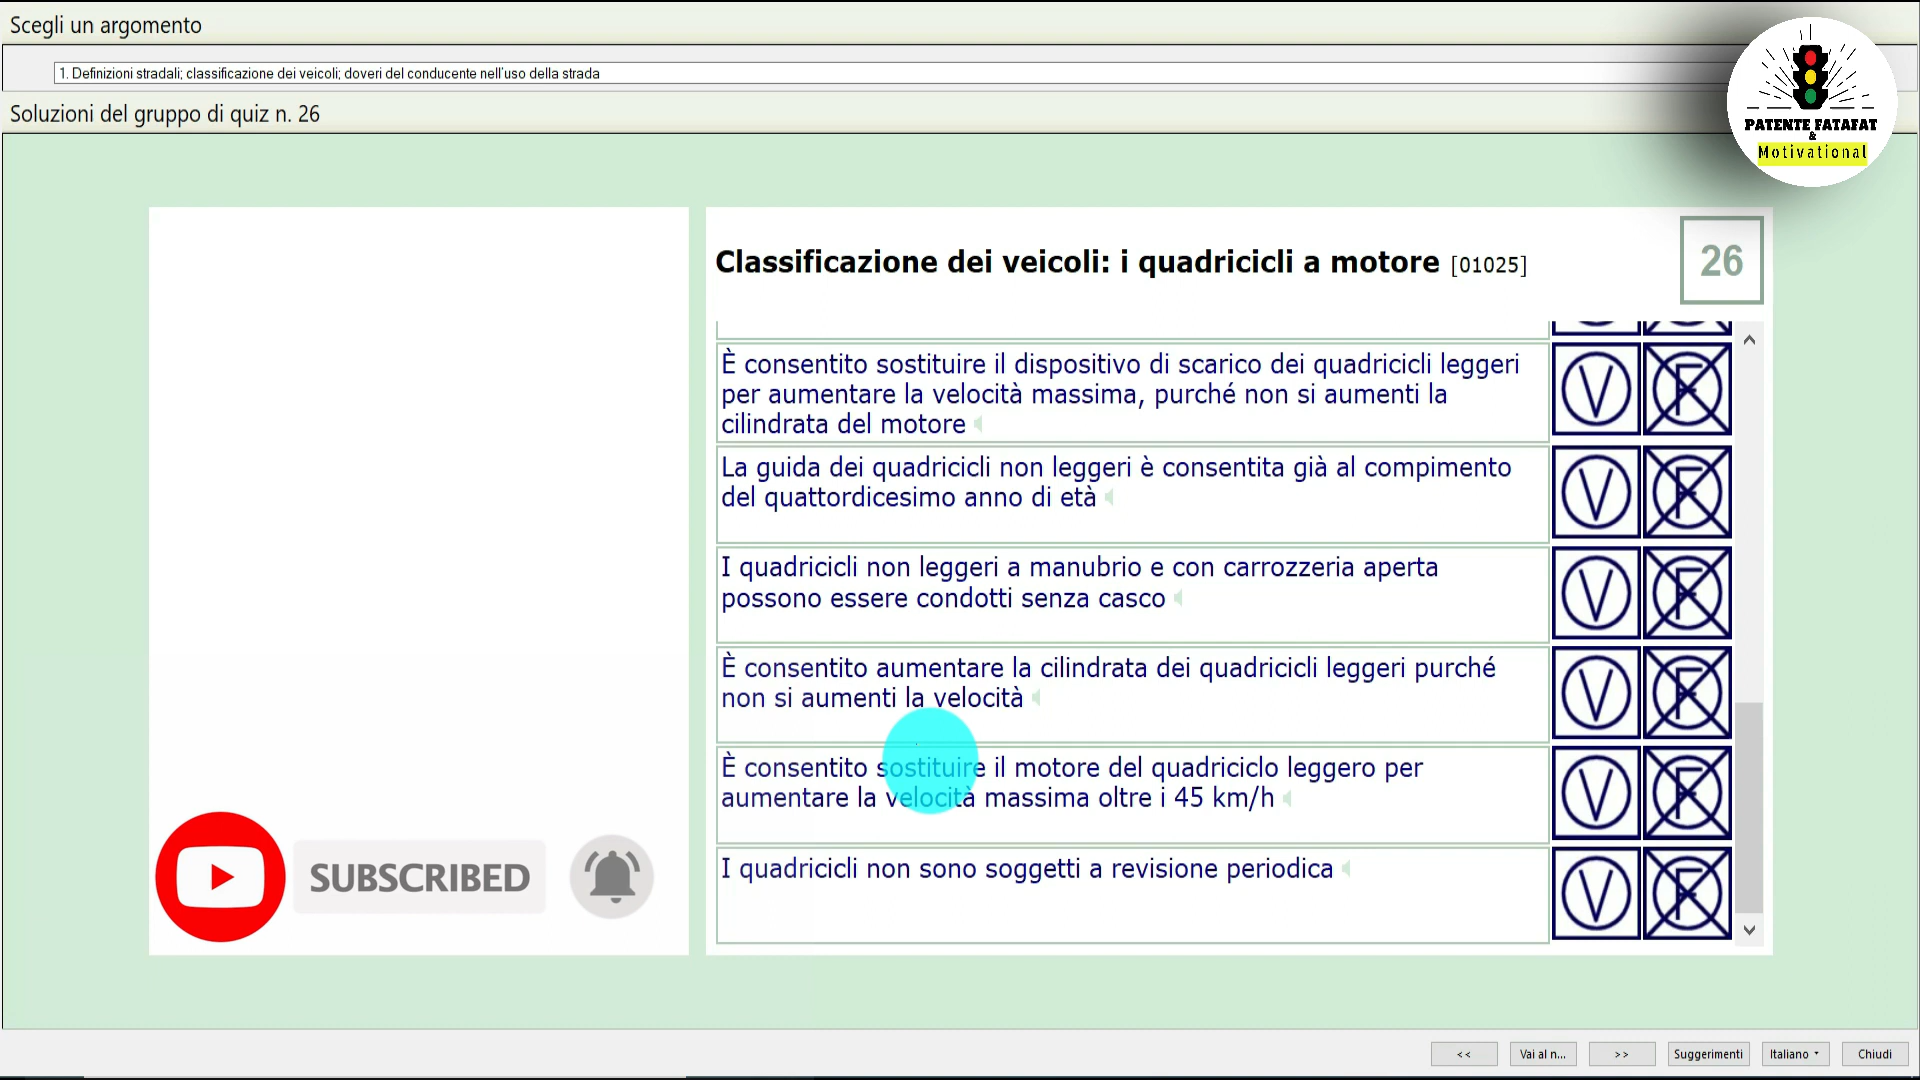 Scegli un argomento
1. Definizioni stradali; classificazione dei veicoli; doveri del conducente nell'uso della strada
Soluzioni del gruppo di quiz n. 26
PATENTE FATAFAT
&
Motivational
Classificazione dei veicoli: i quadricicli a motore [01025]
26
È consentito sostituire il dispositivo di scarico dei quadricicli leggeri
per aumentare la velocità massima, purché non si aumenti la
cilindrata del motore
V F
La guida dei quadricicli non leggeri è consentita già al compimento
del quattordicesimo anno di età
V F
I quadricicli non leggeri a manubrio e con carrozzeria aperta
possono essere condotti senza casco
V F
È consentito aumentare la cilindrata dei quadricicli leggeri purché
non si aumenti la velocità
V F
È consentito sostituire il motore del quadriciclo leggero per
aumentare la velocità massima oltre i 45 km/h
V F
I quadricicli non sono soggetti a revisione periodica
V F
SUBSCRIBED
<< Vai al n... >> Suggerimenti Italiano Chiudi